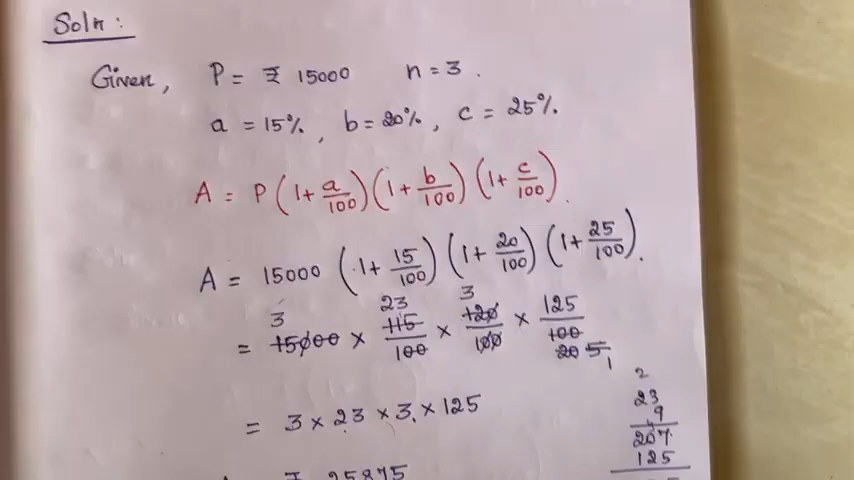 Soln:
Given, P = ₹ 15000 n = 3.
a = 15%, b = 20%, c = 25%.
A = P(1+a/100)(1+b/100)(1+c/100).
A = 15000 (1+15/100)(1+20/100)(1+25/100).
3 23 3
= 15000 × 115/100 × 120/100 × 125/100
20 5 1
= 3 × 23 × 3 × 125
₹ 25875
2
23
9
207
125